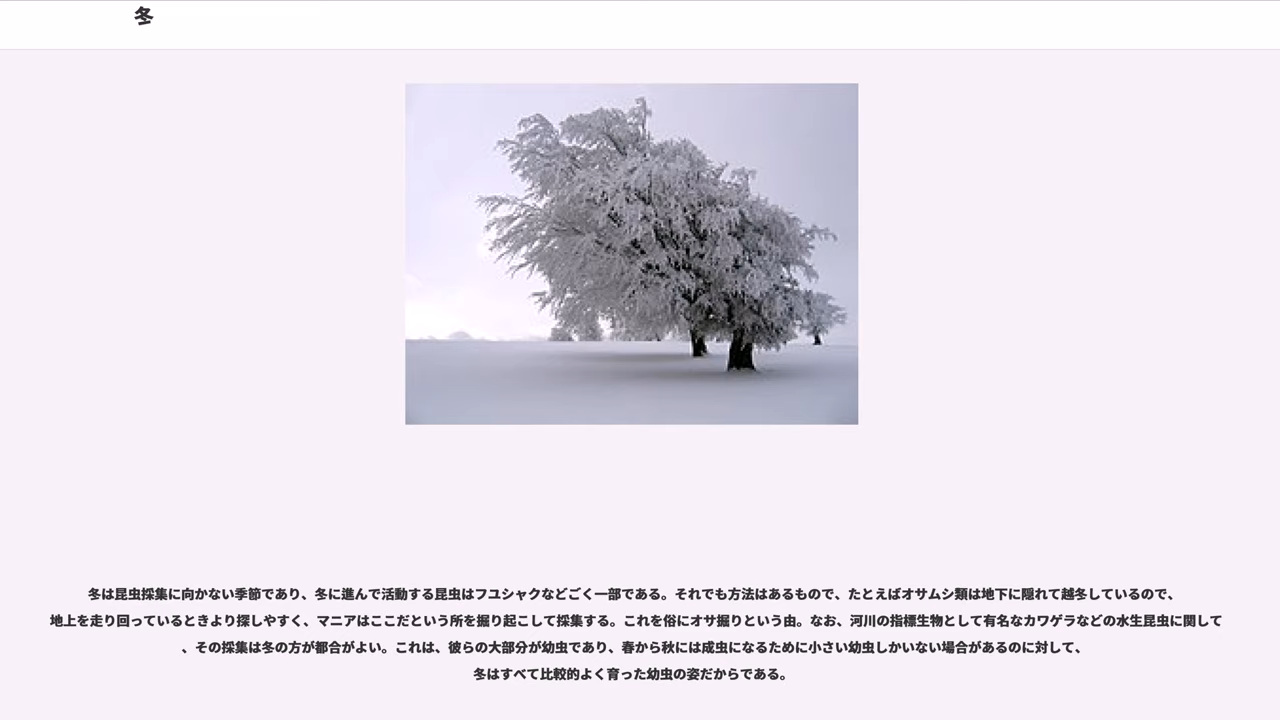 冬
冬は昆虫採集に向かない季節であり、冬に進んで活動する昆虫はフユシャクなどごく一部である。それでも方法はあるもので、たとえばオサムシ類は地下に隠れて越冬しているので、
地上を走り回っているときより探しやすく、マニアはここだという所を掘り起こして採集する。これを俗にオサ掘りという由。なお、河川の指標生物として有名なカワゲラなどの水生昆虫に関して
、その採集は冬の方が都合がよい。これは、彼らの大部分が幼虫であり、春から秋には成虫になるために小さい幼虫しかいない場合があるのに対して、
冬はすべて比較的よく育った幼虫の姿だからである。